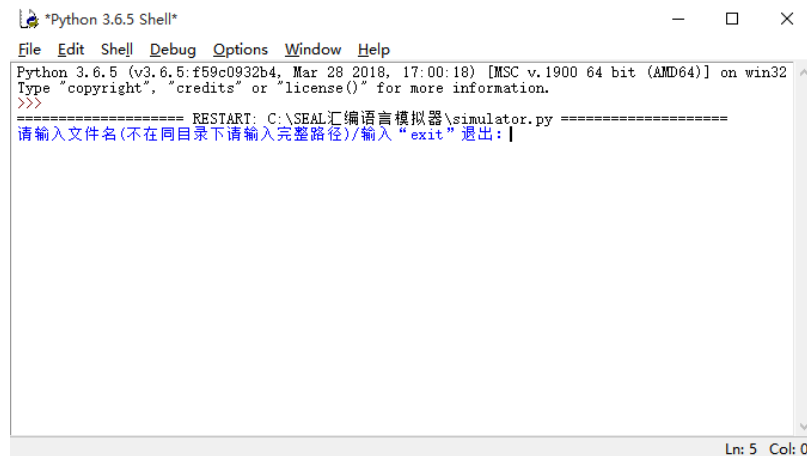 *Python 3.6.5 Shell*
File Edit Shell Debug Options Window Help
Python 3.6.5 (v3.6.5:f59c0932b4, Mar 28 2018, 17:00:18) [MSC v.1900 64 bit (AMD64)] on win32
Type "copyright", "credits" or "license()" for more information.
>>>
==================== RESTART: C:\SEAL汇编语言模拟器\simulator.py ====================
请输入文件名(不在同目录下请输入完整路径)/输入“exit”退出:
Ln: 5 Col: 0